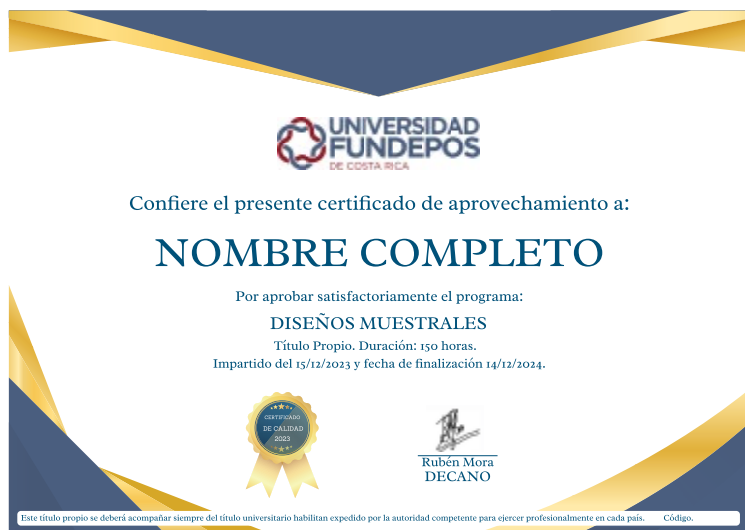 UNIVERSIDAD
FUNDEPOS
DE COSTA RICA
Confiere el presente certificado de aprovechamiento a:
NOMBRE COMPLETO
Por aprobar satisfactoriamente el programa:
DISEÑOS MUESTRALES
Título Propio. Duración: 150 horas.
Impartido del 15/12/2023 y fecha de finalización 14/12/2024.
CERTIFICADO
DE CALIDAD
2023
Rubén Mora
DECANO
Este título propio se deberá acompañar siempre del título universitario habilitan expedido por la autoridad competente para ejercer profesionalmente en cada país. Código.